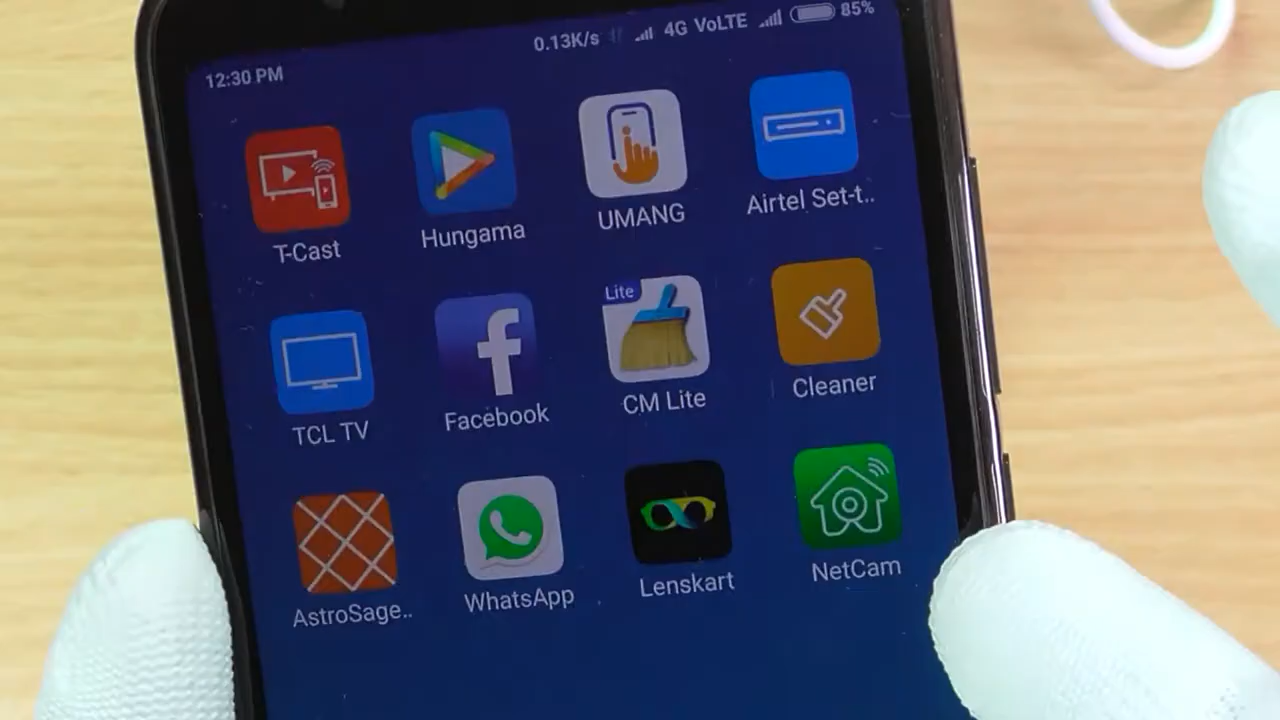 12:30 PM 0.13K/s 4G VoLTE 85%
T-Cast Hungama UMANG Airtel Set-t..
Lite
TCL TV Facebook CM Lite Cleaner
AstroSage.. WhatsApp Lenskart NetCam